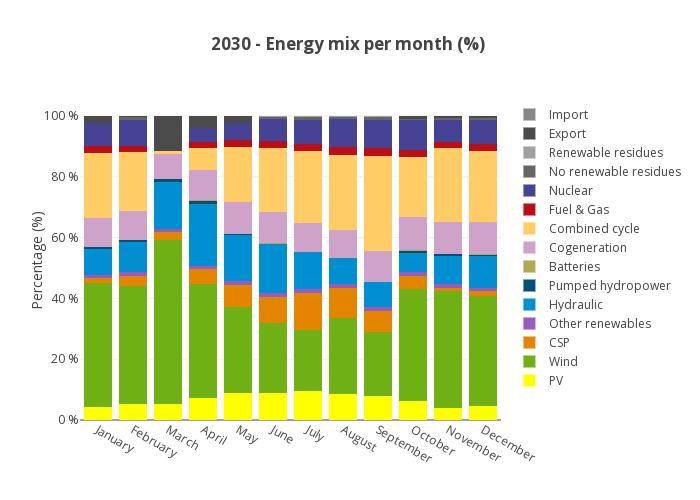 2030 - Energy mix per month (%)
Percentage (%)
100 %
80 %
60 %
40 %
20 %
0 %
January
February
March
April
May
June
July
August
September
October
November
December
Import
Export
Renewable residues
No renewable residues
Nuclear
Fuel & Gas
Combined cycle
Cogeneration
Batteries
Pumped hydropower
Hydraulic
Other renewables
CSP
Wind
PV